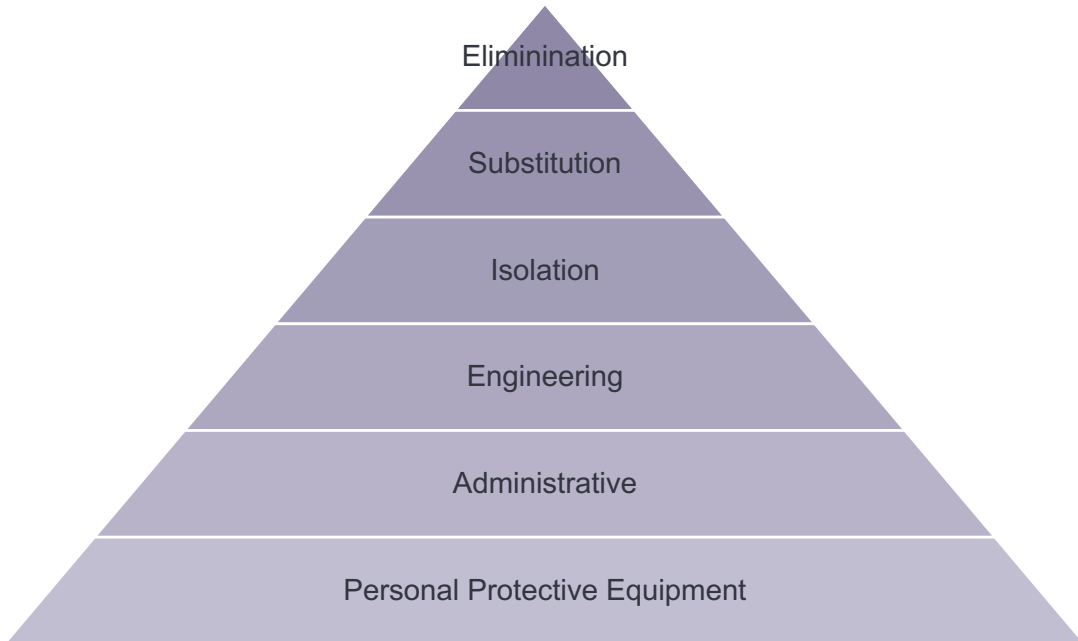 Eliminination
Substitution
Isolation
Engineering
Administrative
Personal Protective Equipment